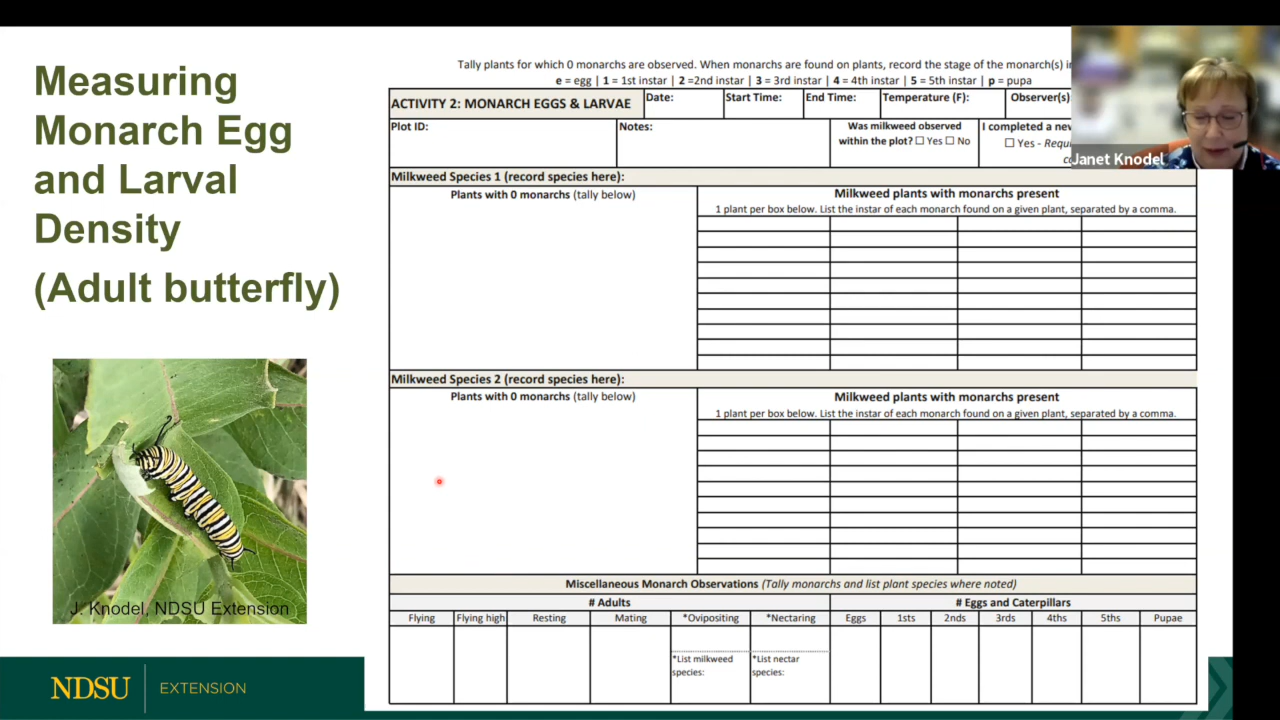 Measuring
Monarch Egg
and Larval
Density
(Adult butterfly)
J. Knodel, NDSU Extension
NDSU EXTENSION
Tally plants for which 0 monarchs are observed. When monarchs are found on plants, record the stage of the monarch(s)
e = egg | 1 = 1st instar | 2 =2nd instar | 3 = 3rd instar | 4 = 4th instar | 5 = 5th instar | p = pupa
ACTIVITY 2: MONARCH EGGS & LARVAE Date: Start Time: End Time: Temperature (F): Observer(s):
Plot ID: Notes: Was milkweed observed I completed a new
within the plot? ☐ Yes ☐ No ☐ Yes -
Janet Knodel
Milkweed Species 1 (record species here):
Plants with 0 monarchs (tally below) Milkweed plants with monarchs present
1 plant per box below. List the instar of each monarch found on a given plant, separated by a comma.
Milkweed Species 2 (record species here):
Plants with 0 monarchs (tally below) Milkweed plants with monarchs present
1 plant per box below. List the instar of each monarch found on a given plant, separated by a comma.
Miscellaneous Monarch Observations (Tally monarchs and list plant species where noted)
# Adults # Eggs and Caterpillars
Flying Flying high Resting Mating *Ovipositing *Nectaring Eggs 1sts 2nds 3rds 4ths 5ths Pupae
*List milkweed *List nectar
species: species: